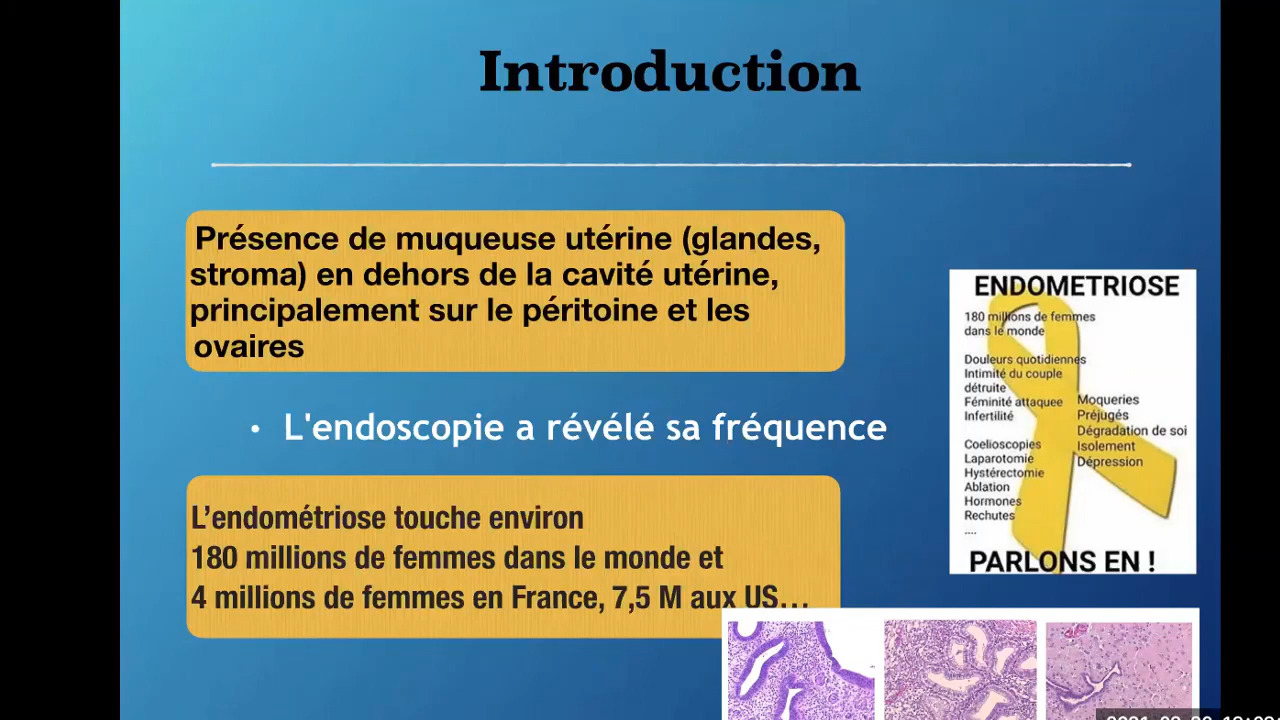 Introduction
Présence de muqueuse utérine (glandes,
stroma) en dehors de la cavité utérine,
principalement sur le péritoine et les
ovaires
• L'endoscopie a révélé sa fréquence
L’endométriose touche environ
180 millions de femmes dans le monde et
4 millions de femmes en France, 7,5 M aux US…
ENDOMETRIOSE
180 millions de femmes
dans le monde
Douleurs quotidiennes
Intimité du couple
détruite
Féminité attaquee
Infertilité
Moqueries
Préjugés
Dégradation de soi
Isolement
Dépression
Coelioscopies
Laparotomie
Hystérectomie
Ablation
Hormones
Rechutes
....
PARLONS EN !